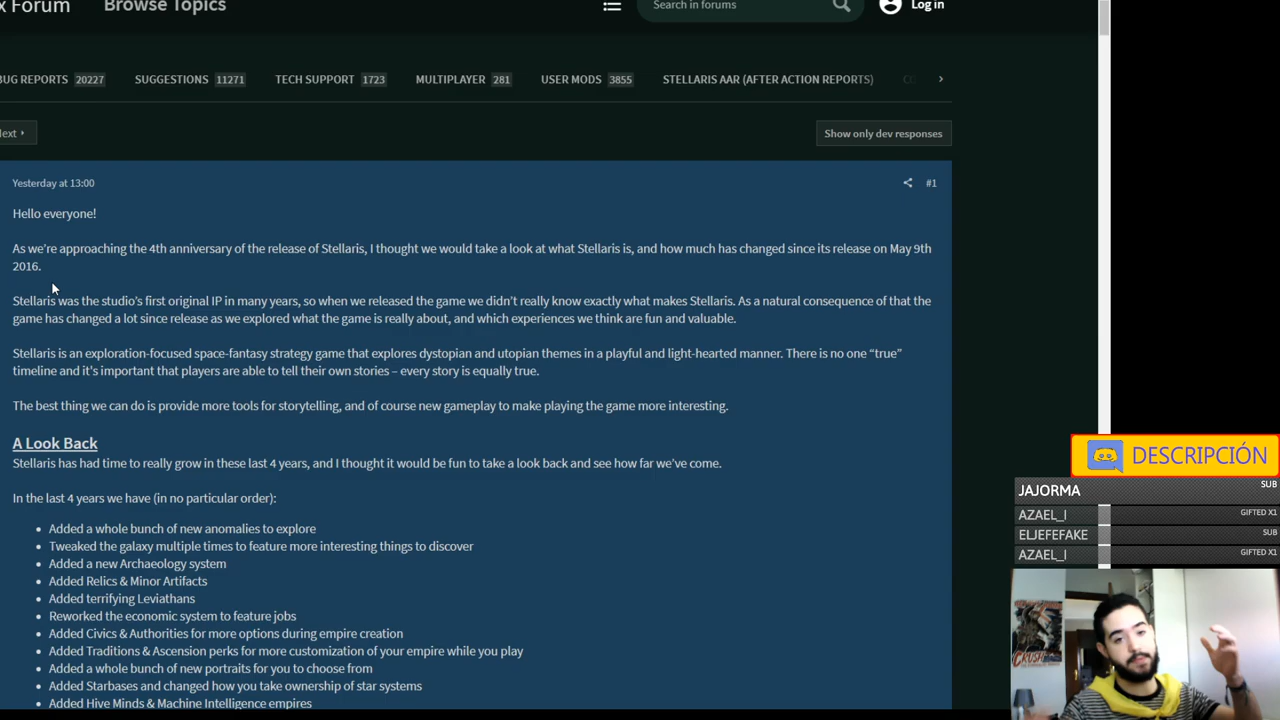 x Forum
Browse Topics
Search in forums
Log in
BUG REPORTS 20227
SUGGESTIONS 11271
TECH SUPPORT 1723
MULTIPLAYER 281
USER MODS 3855
STELLARIS AAR (AFTER ACTION REPORTS)
Next
Show only dev responses
Yesterday at 13:00
#1
Hello everyone!
As we're approaching the 4th anniversary of the release of Stellaris, I thought we would take a look at what Stellaris is, and how much has changed since its release on May 9th
2016.
Stellaris was the studio's first original IP in many years, so when we released the game we didn't really know exactly what makes Stellaris. As a natural consequence of that the
game has changed a lot since release as we explored what the game is really about, and which experiences we think are fun and valuable.
Stellaris is an exploration-focused space-fantasy strategy game that explores dystopian and utopian themes in a playful and light-hearted manner. There is no one “true”
timeline and it's important that players are able to tell their own stories – every story is equally true.
The best thing we can do is provide more tools for storytelling, and of course new gameplay to make playing the game more interesting.
A Look Back
Stellaris has had time to really grow in these last 4 years, and I thought it would be fun to take a look back and see how far we've come.
In the last 4 years we have (in no particular order):
• Added a whole bunch of new anomalies to explore
• Tweaked the galaxy multiple times to feature more interesting things to discover
• Added a new Archaeology system
• Added Relics & Minor Artifacts
• Added terrifying Leviathans
• Reworked the economic system to feature jobs
• Added Civics & Authorities for more options during empire creation
• Added Traditions & Ascension perks for more customization of your empire while you play
• Added a whole bunch of new portraits for you to choose from
• Added Starbases and changed how you take ownership of star systems
• Added Hive Minds & Machine Intelligence empires
DESCRIPCIÓN
JAJORMA SUB
AZAEL_I GIFTED X1
ELJEFEFAKE SUB
AZAEL_I GIFTED X1